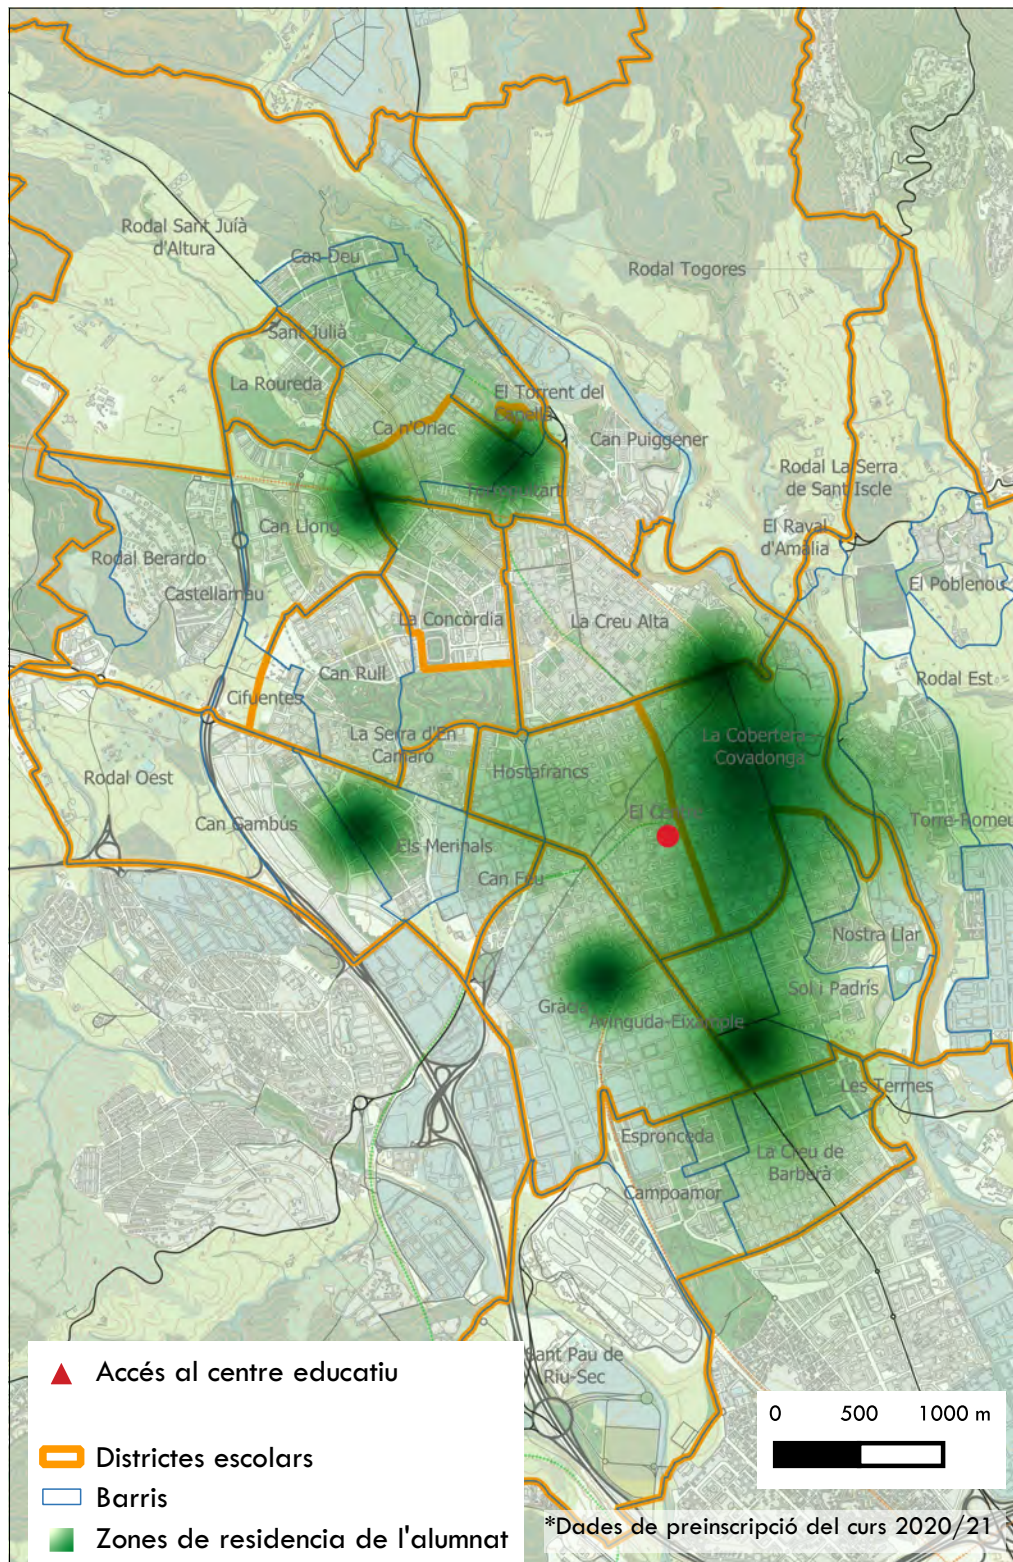 Rodal Sant Juíà
d'Altura
Can Deu
Rodal Togores
Sant Julià
La Roureda
El Torrent del
Ca n'Oriac
Can Puiggener
Rodal La Serra
de Sant Iscle
Can Llong
El Raval
d'Amàlia
Rodal Berardo
El Poblenou
Castellarnau
La Concòrdia
La Creu Alta
Can Rull
Rodal Est
Cifuentes
La Serra d'En
Camaró
La Cobertera-
Covadonga
Hostafrancs
Rodal Oest
Can Gambús
El
Torre-Romeu
Els Merinals
Can Feu
Nostra Llar
Sol i Padrís
Gràcia
Avinguda-Eixample
Les Termes
Espronceda
La Creu de
Barberà
Campoamor
Sant Pau de
Riu-Sec
Accés al centre educatiu
Districtes escolars
Barris
Zones de residencia de l'alumnat
0 500 1000 m
*Dades de preinscripció del curs 2020/21